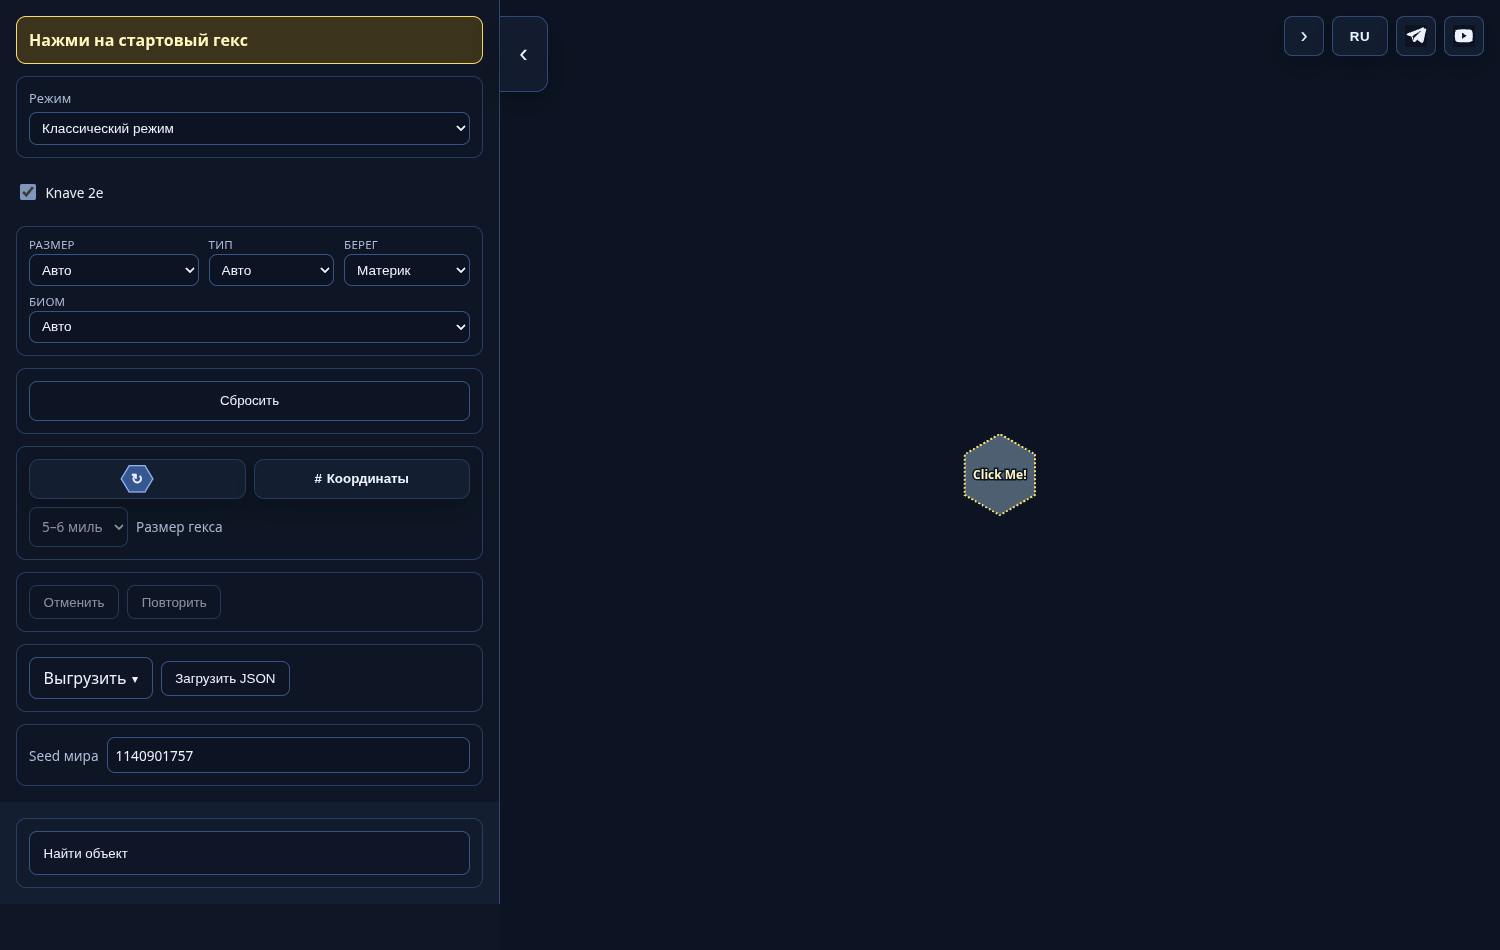 Нажми на стартовый гекс
‹
› RU
Режим
Классический режим
Knave 2e
РАЗМЕР ТИП БЕРЕГ
Авто Авто Материк
БИОМ
Авто
Сбросить
↻ # Координаты
Click Me!
5–6 миль Размер гекса
Отменить Повторить
Выгрузить ▾ Загрузить JSON
Seed мира 1140901757
Найти объект